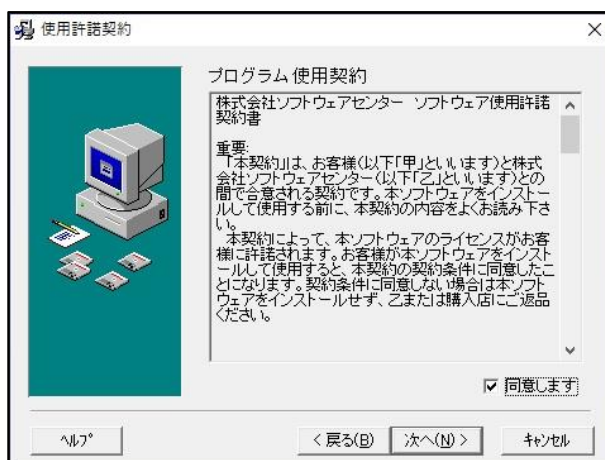 使用許諾契約
プログラム使用契約
株式会社ソフトウェアセンター　ソフトウェア使用許諾
契約書
重要:
「本契約」は、お客様(以下「甲」といいます)と株式
会社ソフトウェアセンター(以下「乙」といいます)との
間で合意される契約です。本ソフトウェアをインストー
ルして使用する前に、本契約の内容をよくお読み下さ
い。
本契約によって、本ソフトウェアのライセンスがお客
様に許諾されます。お客様が本ソフトウェアをインスト
ールして使用すると、本契約の契約条件に同意したこ
とになります。契約条件に同意しない場合は本ソフト
ウェアをインストールせず、乙または購入店にご返品
ください。
同意します
ﾍﾙﾌﾟ
< 戻る(B)
次へ(N) >
ｷｬﾝｾﾙ